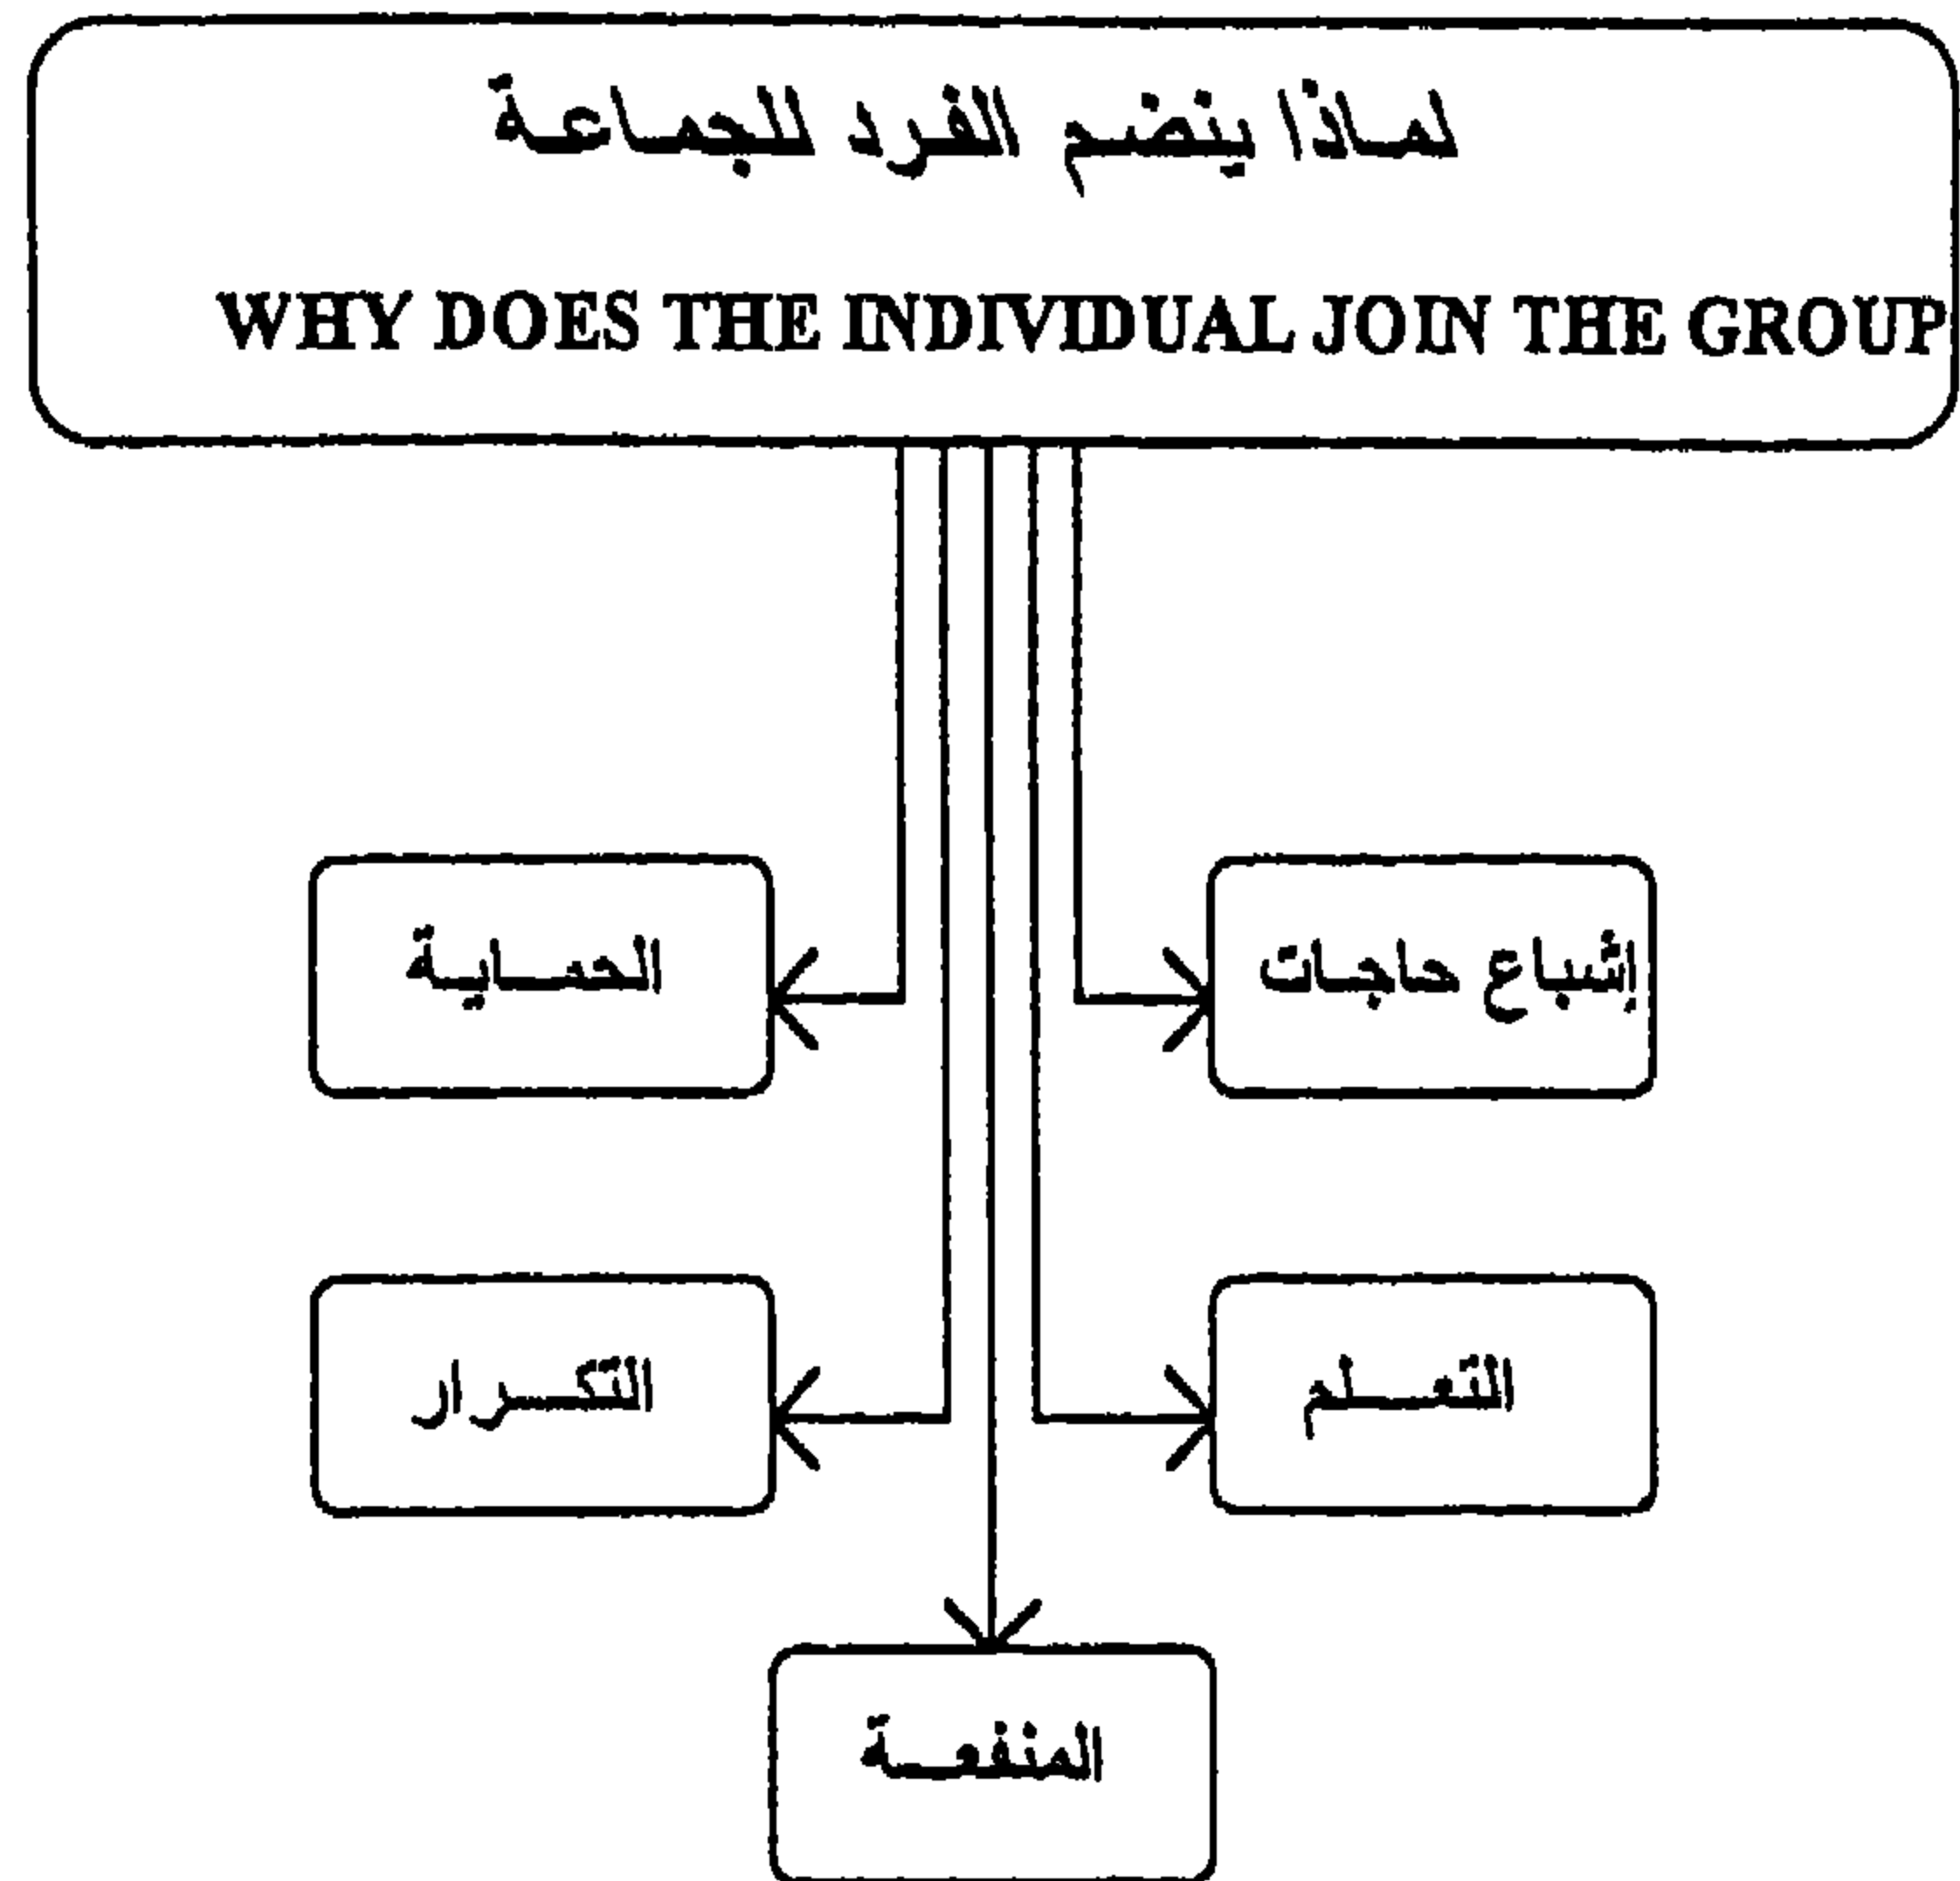 لماذا ينضم الفرد للجماعة
WHY DOES THE INDIVIDUAL JOIN THE GROUP
إشباع حاجات
الحماية
التعلم
التكرار
المنفعة